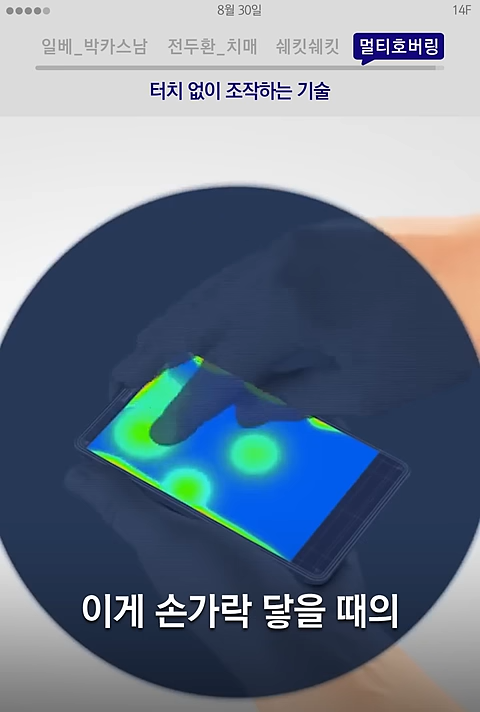 8월 30일
14F
일베_박카스남 전두환_치매 쉐킷쉐킷 멀티호버링
터치 없이 조작하는 기술
이게 손가락 닿을 때의